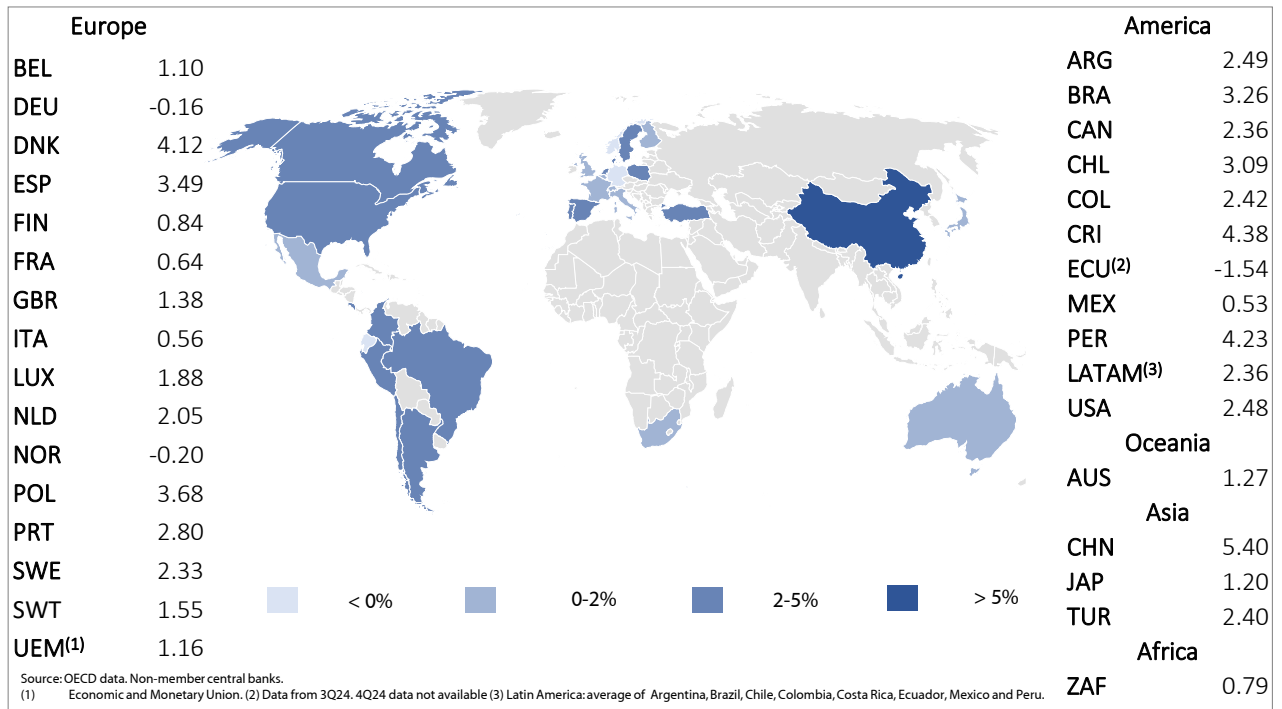 Europe
BEL 1.10
DEU -0.16
DNK 4.12
ESP 3.49
FIN 0.84
FRA 0.64
GBR 1.38
ITA 0.56
LUX 1.88
NLD 2.05
NOR -0.20
POL 3.68
PRT 2.80
SWE 2.33
SWT 1.55
UEM(1) 1.16
< 0% 0-2% 2-5% > 5%
America
ARG 2.49
BRA 3.26
CAN 2.36
CHL 3.09
COL 2.42
CRI 4.38
ECU(2) -1.54
MEX 0.53
PER 4.23
LATAM(3) 2.36
USA 2.48
Oceania
AUS 1.27
Asia
CHN 5.40
JAP 1.20
TUR 2.40
Africa
ZAF 0.79
Source: OECD data. Non-member central banks.
(1) Economic and Monetary Union. (2) Data from 3Q24. 4Q24 data not available (3) Latin America: average of Argentina, Brazil, Chile, Colombia, Costa Rica, Ecuador, Mexico and Peru.